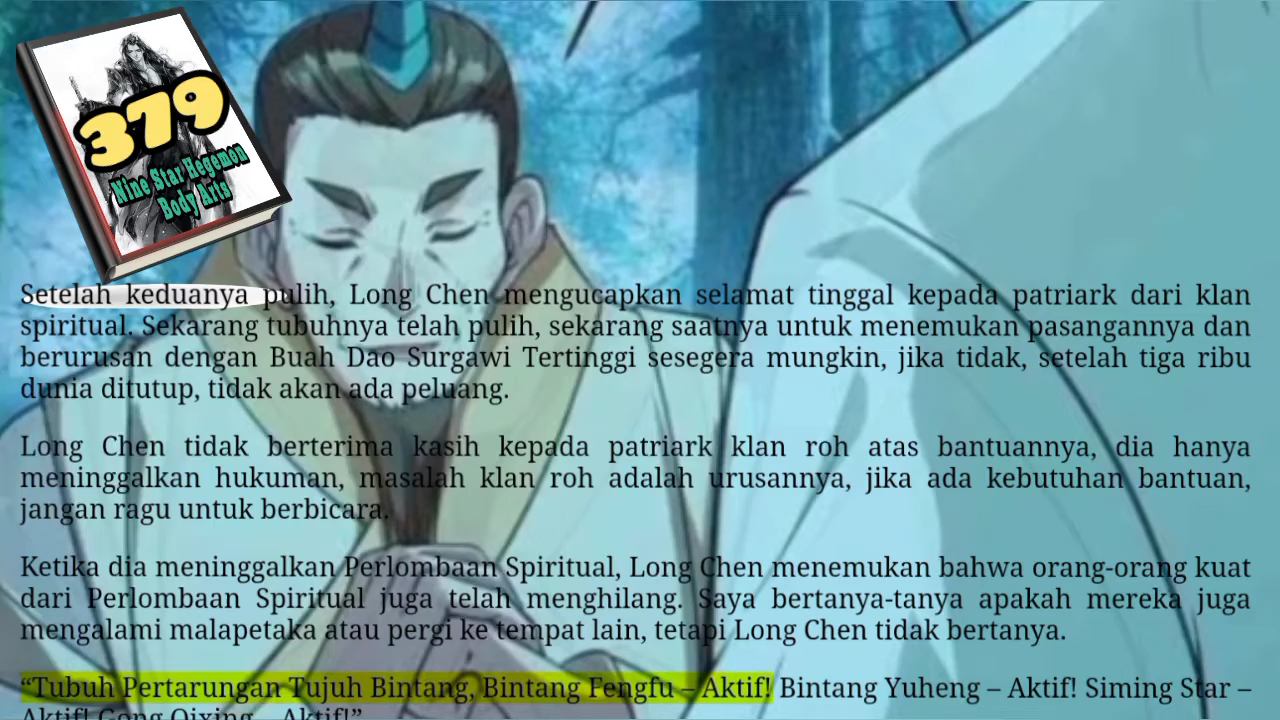 379
Nine Star Hegemon
Body Arts
Setelah keduanya pulih, Long Chen mengucapkan selamat tinggal kepada patriark dari klan
spiritual. Sekarang tubuhnya telah pulih, sekarang saatnya untuk menemukan pasangannya dan
berurusan dengan Buah Dao Surgawi Tertinggi sesegera mungkin, jika tidak, setelah tiga ribu
dunia ditutup, tidak akan ada peluang.
Long Chen tidak berterima kasih kepada patriark klan roh atas bantuannya, dia hanya
meninggalkan hukuman, masalah klan roh adalah urusannya, jika ada kebutuhan bantuan,
jangan ragu untuk berbicara.
Ketika dia meninggalkan Perlombaan Spiritual, Long Chen menemukan bahwa orang-orang kuat
dari Perlombaan Spiritual juga telah menghilang. Saya bertanya-tanya apakah mereka juga
mengalami malapetaka atau pergi ke tempat lain, tetapi Long Chen tidak bertanya.
“Tubuh Pertarungan Tujuh Bintang, Bintang Fengfu – Aktif! Bintang Yuheng – Aktif! Siming Star –
Aktif! Gong Qixing – Aktif!”